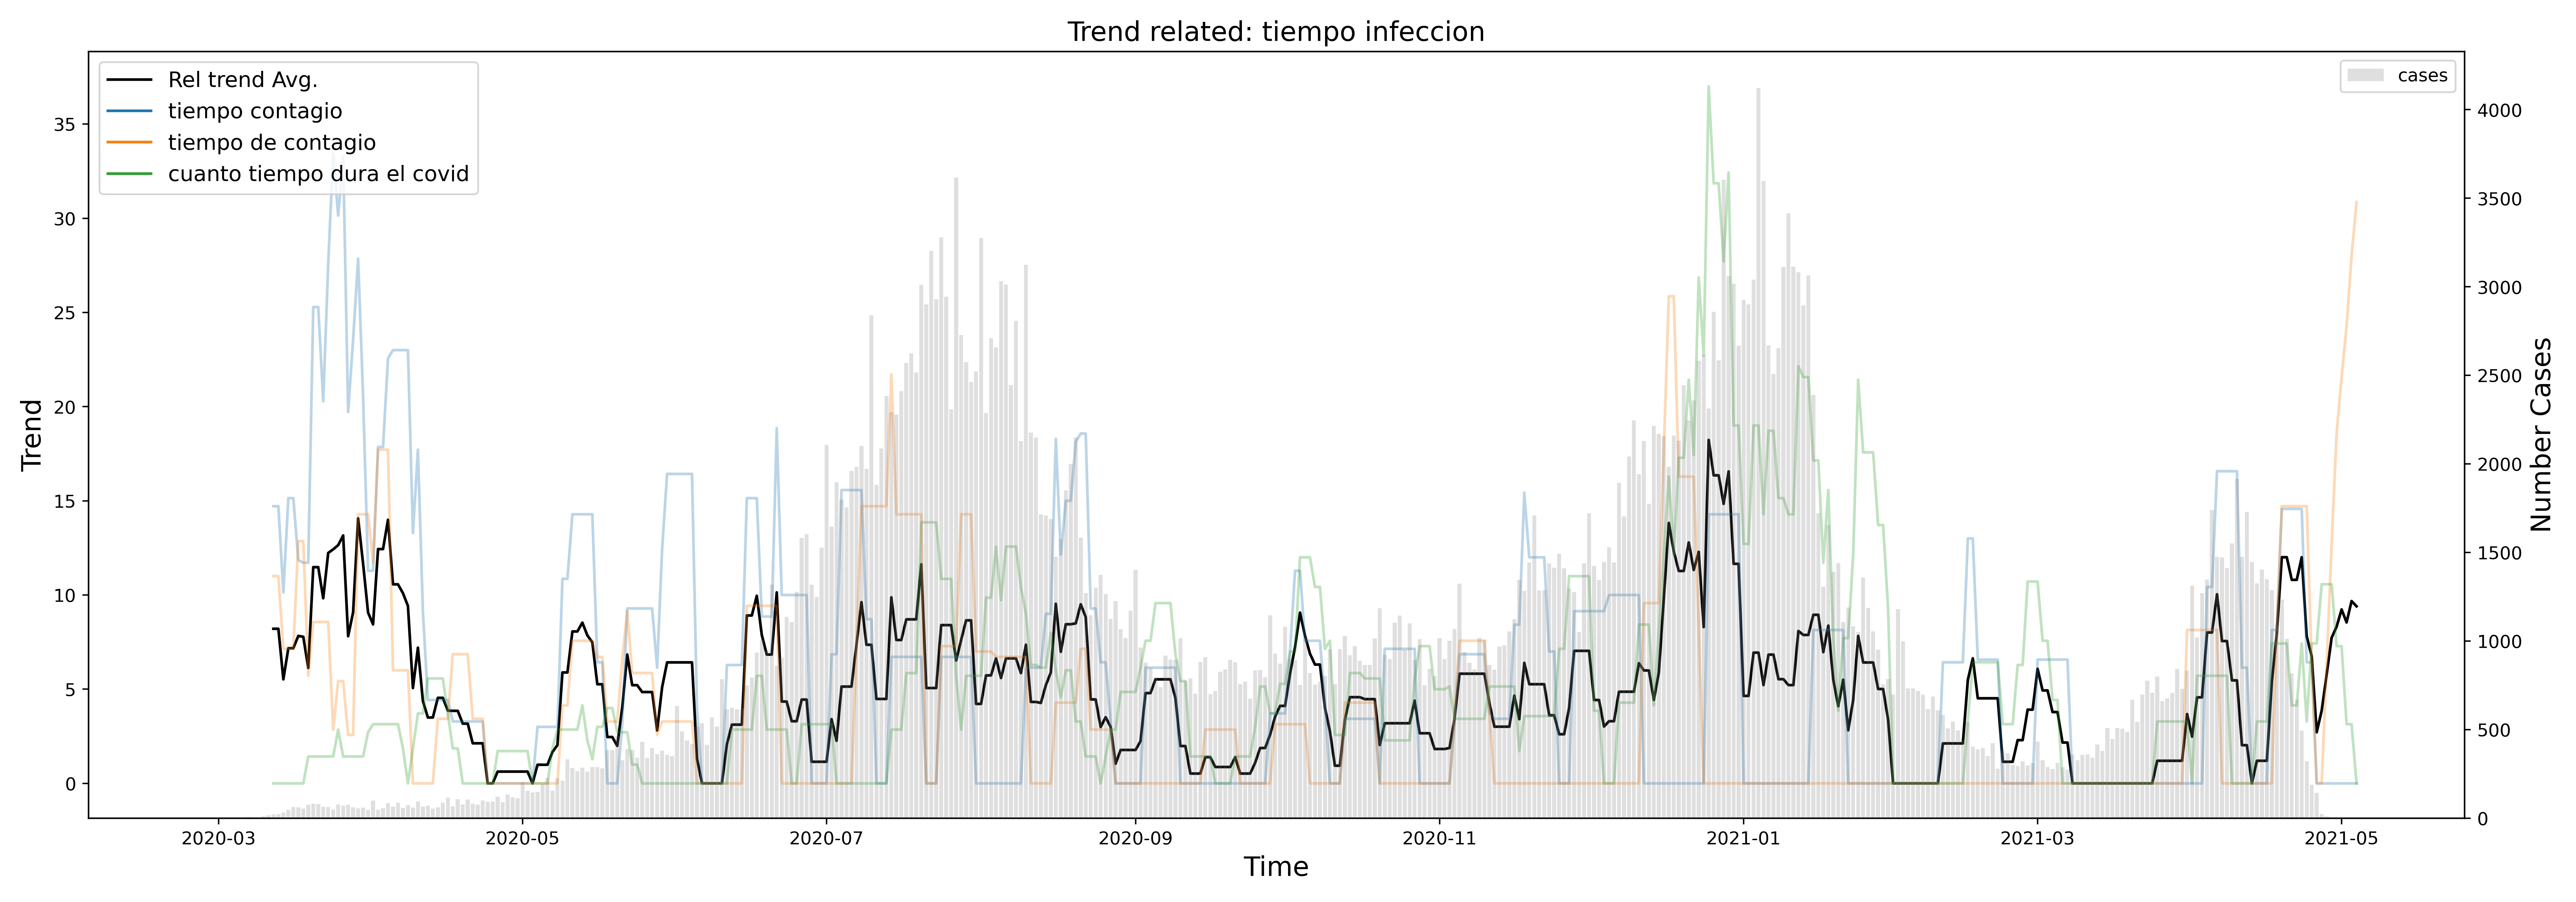 Trend related: tiempo infeccion
Rel trend Avg.
tiempo contagio
tiempo de contagio
cuanto tiempo dura el covid
cases
Trend
35
30
25
20
15
10
5
0
Number Cases
4000
3500
3000
2500
2000
1500
1000
500
0
2020-03
2020-05
2020-07
2020-09
2020-11
2021-01
2021-03
2021-05
Time